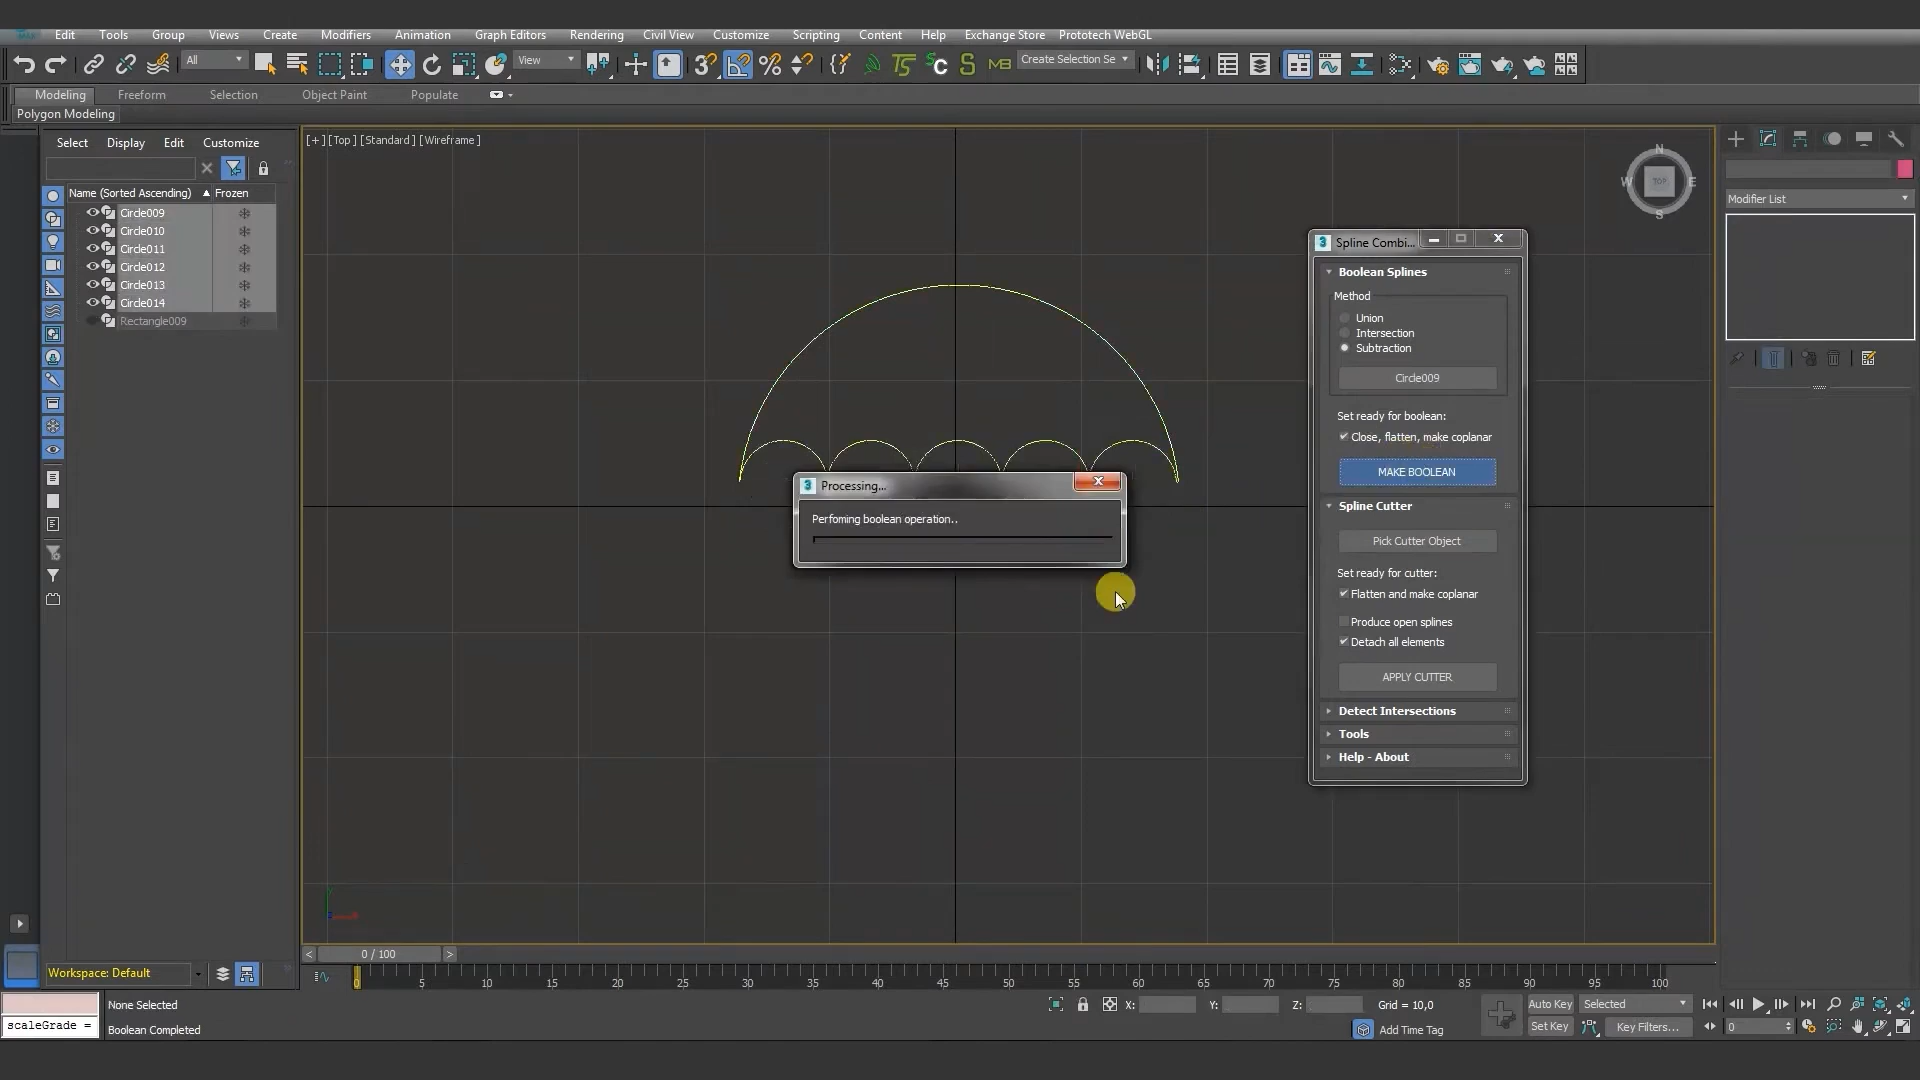 Edit Tools Group Views Create Modifiers Animation Graph Editors Rendering Civil View Customize Scripting Content Help Exchange Store Prototech WebGL
All View Create Selection Se
Modeling Freeform Selection Object Paint Populate
Polygon Modeling
Select Display Edit Customize
Name (Sorted Ascending) Frozen
Circle009
Circle010
Circle011
Circle012
Circle013
Circle014
Rectangle009
[+] [Top] [Standard] [Wireframe]
N
W TOP E
S
Modifier List
Spline Combi...
Boolean Splines
Method
Union
Intersection
Subtraction
Circle009
Set ready for boolean:
Close, flatten, make coplanar
MAKE BOOLEAN
Spline Cutter
Pick Cutter Object
Set ready for cutter:
Flatten and make coplanar
Produce open splines
Detach all elements
APPLY CUTTER
Detect Intersections
Tools
Help - About
Processing...
Perfoming boolean operation..
< 0 / 100 >
Workspace: Default
0 5 10 15 20 25 30 35 40 45 50 55 60 65 70 75 80 85 90 95 100
None Selected
X: Y: Z: Grid = 10,0
Auto Key Selected
scaleGrade =
Boolean Completed
Add Time Tag
Set Key Key Filters...
0